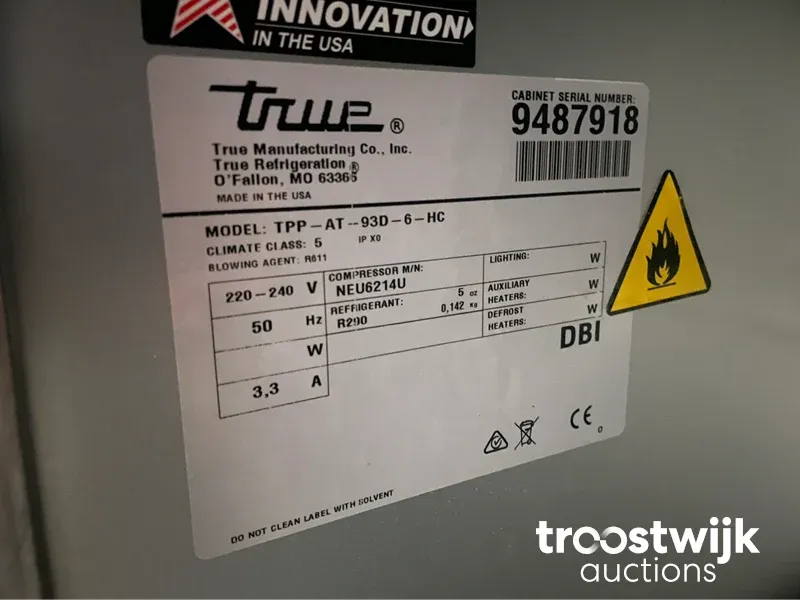 INNOVATION
IN THE USA
true®
True Manufacturing Co., Inc.
True Refrigeration®
O'Fallon, MO 63366
MADE IN THE USA
CABINET SERIAL NUMBER:
9487918
MODEL: TPP-AT--93D-6-HC
CLIMATE CLASS: 5 IP X0
BLOWING AGENT: R611
220-240 V
50 Hz
W
3,3 A
COMPRESSOR M/N:
NEU6214U
REFRIGERANT: 5 oz
R290 0,142 kg
LIGHTING: W
AUXILIARY
HEATERS: W
DEFROST
HEATERS: W
DBI
CE
DO NOT CLEAN LABEL WITH SOLVENT
troostwijk
auctions